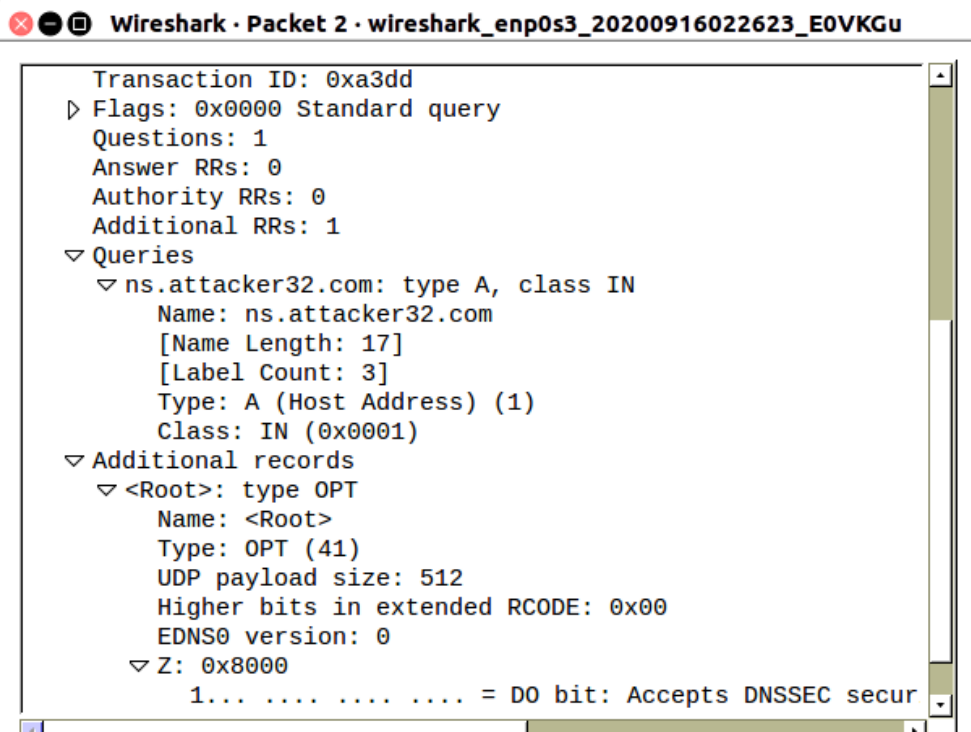 Wireshark · Packet 2 · wireshark_enp0s3_20200916022623_E0VKGu
Transaction ID: 0xa3dd
Flags: 0x0000 Standard query
Questions: 1
Answer RRs: 0
Authority RRs: 0
Additional RRs: 1
Queries
ns.attacker32.com: type A, class IN
Name: ns.attacker32.com
[Name Length: 17]
[Label Count: 3]
Type: A (Host Address) (1)
Class: IN (0x0001)
Additional records
<Root>: type OPT
Name: <Root>
Type: OPT (41)
UDP payload size: 512
Higher bits in extended RCODE: 0x00
EDNS0 version: 0
Z: 0x8000
1... .... .... .... = DO bit: Accepts DNSSEC secur